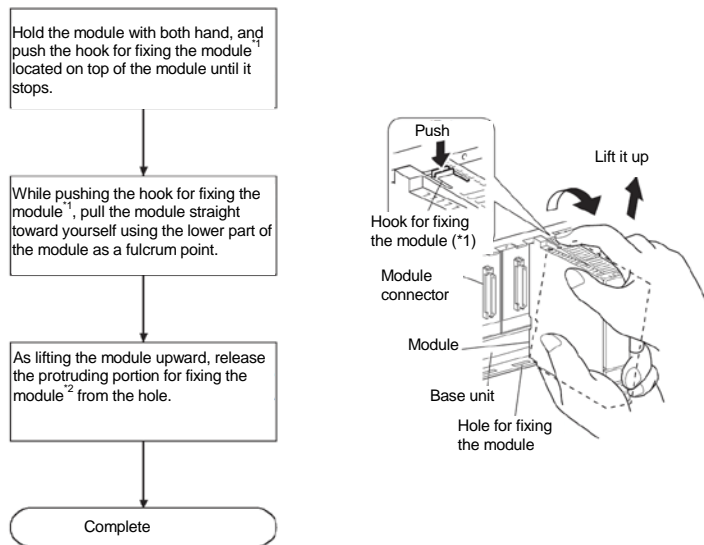 Hold the module with both hand, and
push the hook for fixing the module*1
located on top of the module until it
stops.
While pushing the hook for fixing the
module*1, pull the module straight
toward yourself using the lower part of
the module as a fulcrum point.
As lifting the module upward, release
the protruding portion for fixing the
module*2 from the hole.
Complete
Push
Lift it up
Hook for fixing
the module (*1)
Module
connector
Module
Base unit
Hole for fixing
the module